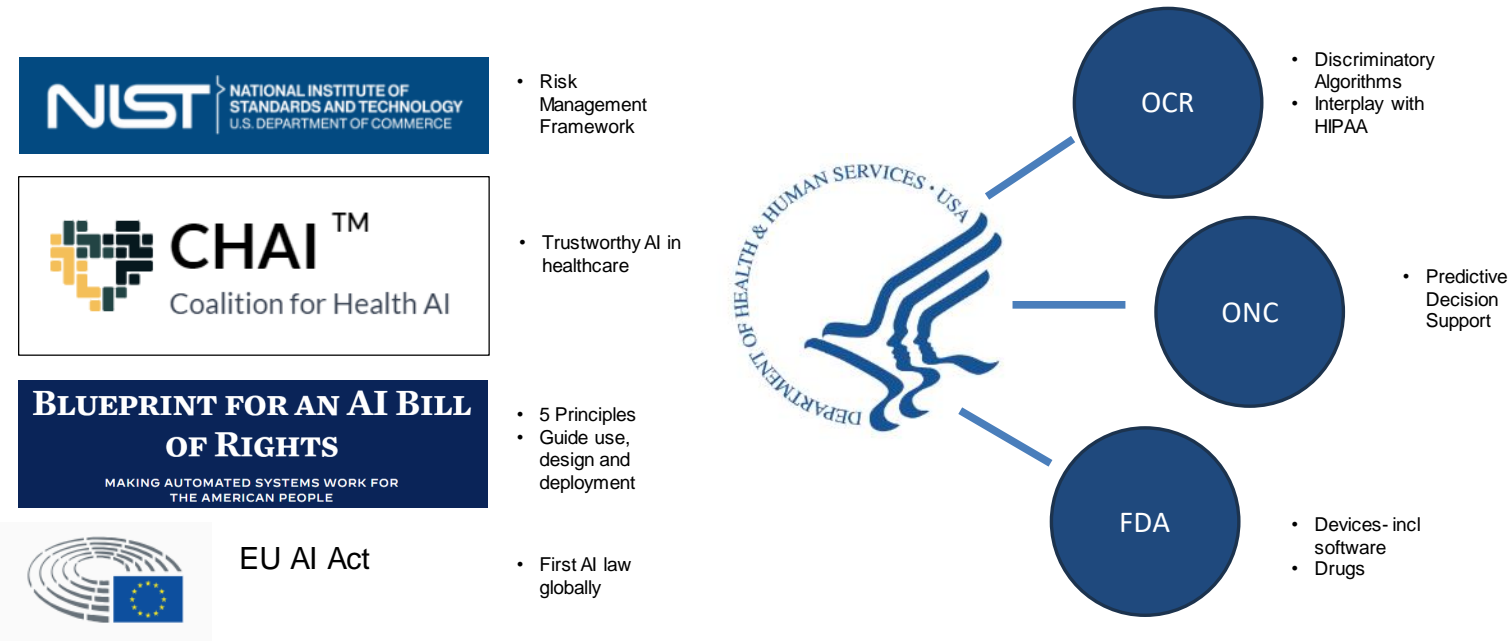 NIST
NATIONAL INSTITUTE OF
STANDARDS AND TECHNOLOGY
U.S. DEPARTMENT OF COMMERCE
• Risk
Management
Framework
CHAI™
Coalition for Health AI
• Trustworthy AI in
healthcare
BLUEPRINT FOR AN AI BILL
OF RIGHTS
MAKING AUTOMATED SYSTEMS WORK FOR
THE AMERICAN PEOPLE
• 5 Principles
• Guide use,
design and
deployment
EU AI Act
• First AI law
globally
DEPARTMENT OF HEALTH & HUMAN SERVICES · USA
OCR
• Discriminatory
Algorithms
• Interplay with
HIPAA
ONC
• Predictive
Decision
Support
FDA
• Devices- incl
software
• Drugs